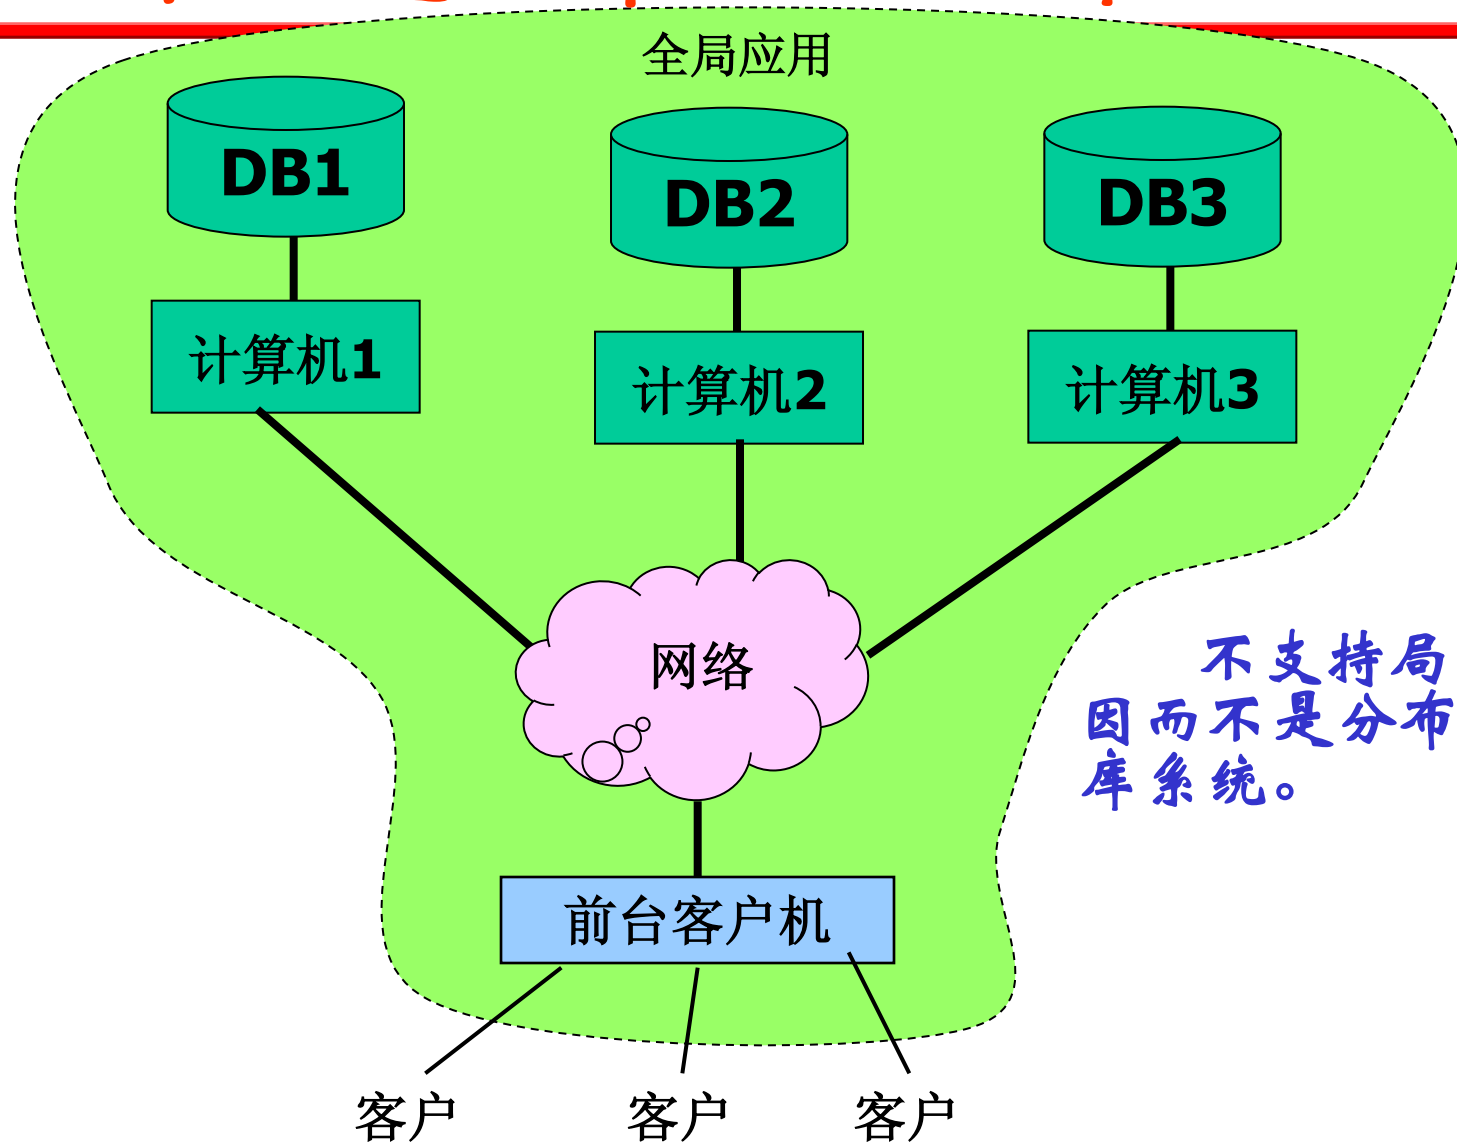 全局应用
DB1
DB2
DB3
计算机1
计算机2
计算机3
网络
不支持局
因而不是分布
库系统。
前台客户机
客户
客户
客户